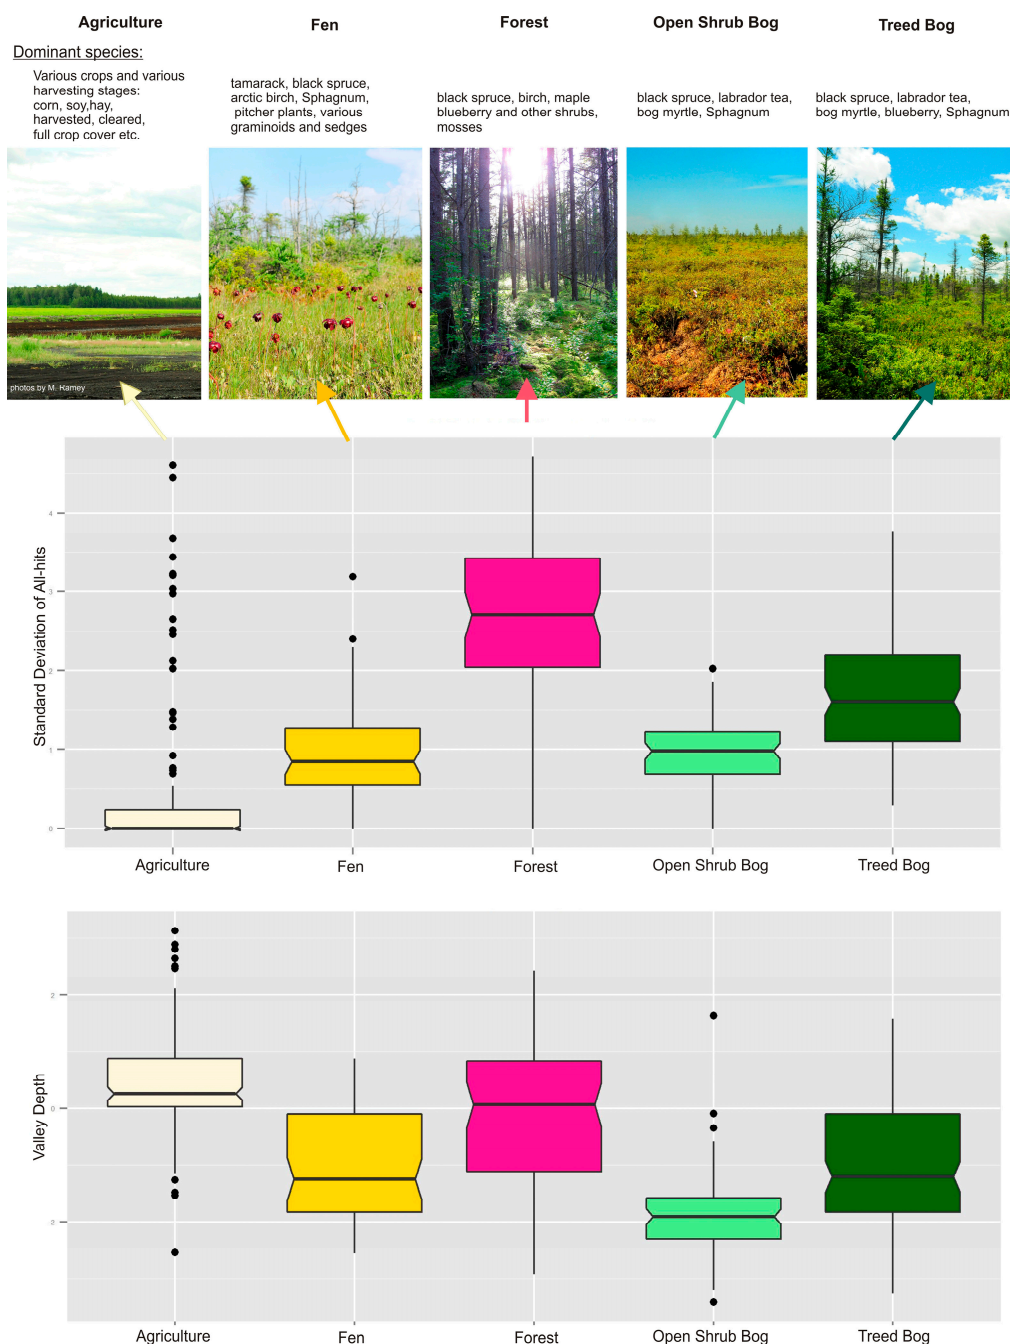 Agriculture
Fen
Forest
Open Shrub Bog
Treed Bog
Dominant species:
Various crops and various
harvesting stages:
corn, soy,hay,
harvested, cleared,
full crop cover etc.
tamarack, black spruce,
arctic birch, Sphagnum,
pitcher plants, various
graminoids and sedges
black spruce, birch, maple
blueberry and other shrubs,
mosses
black spruce, labrador tea,
bog myrtle, Sphagnum
black spruce, labrador tea,
bog myrtle, blueberry, Sphagnum
photos by M. Ramey
Standard Deviation of All-hits
4
3
2
1
0
Agriculture
Fen
Forest
Open Shrub Bog
Treed Bog
Valley Depth
2
0
2
Agriculture
Fen
Forest
Open Shrub Bog
Treed Bog